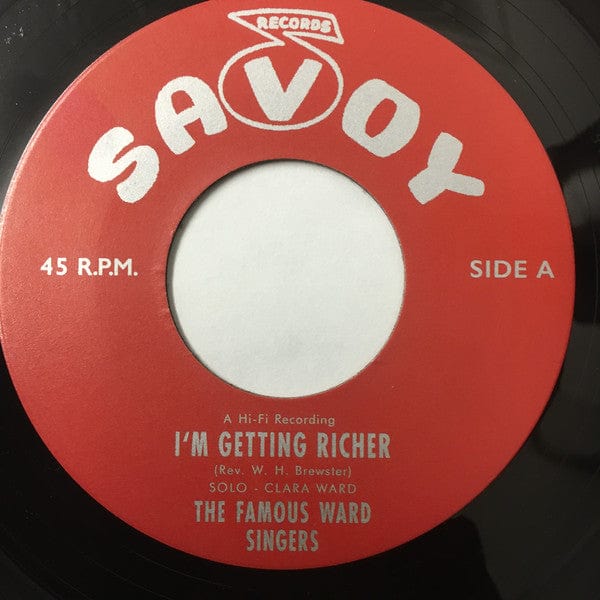 RECORDS
SAVOY
45 R.P.M.
SIDE A
A Hi-Fi Recording
I'M GETTING RICHER
(Rev. W. H. Brewster)
SOLO - CLARA WARD
THE FAMOUS WARD
SINGERS